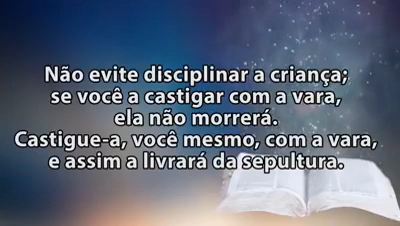 Não evite disciplinar a criança;
se você a castigar com a vara,
ela não morrerá.
Castigue-a, você mesmo, com a vara,
e assim a livrará da sepultura.